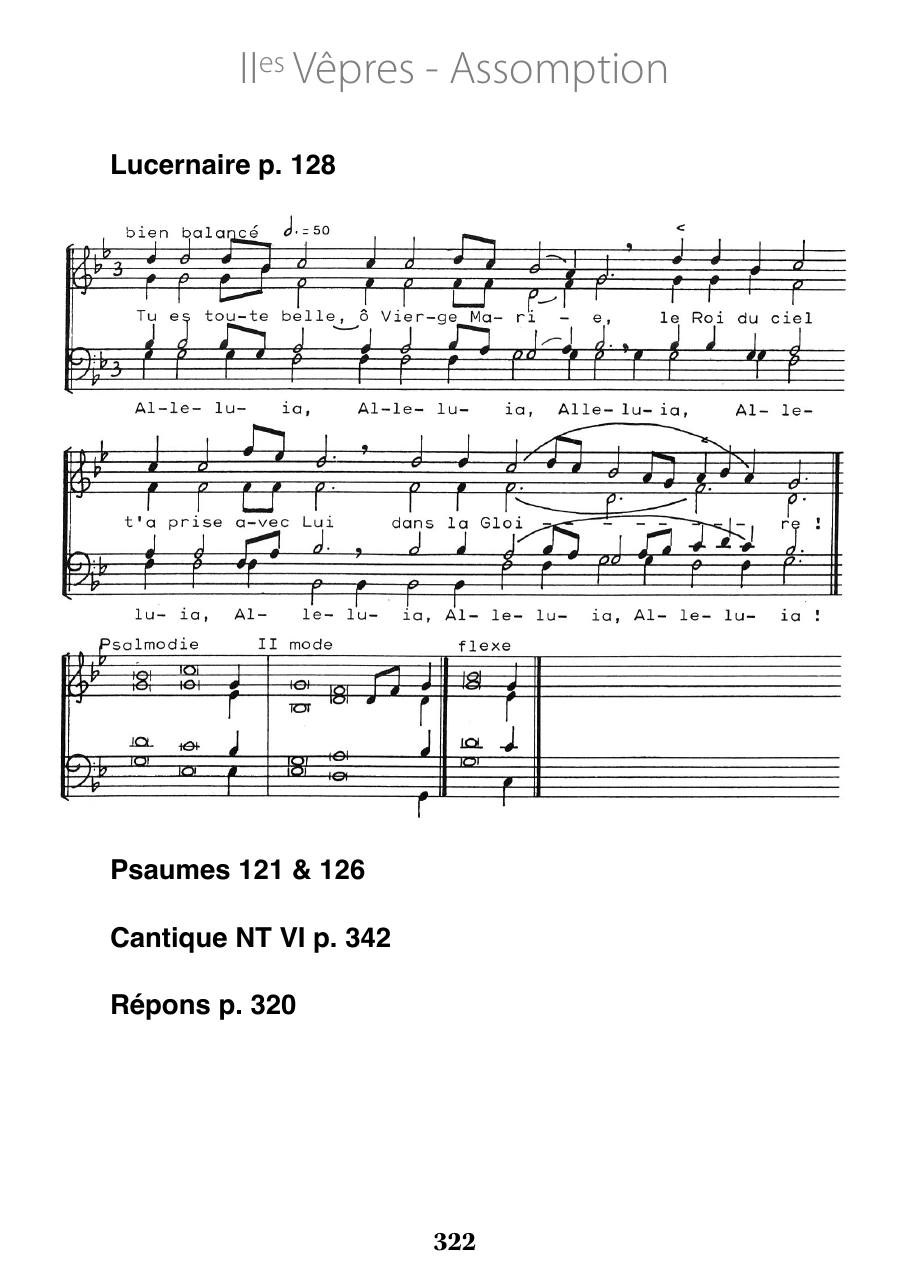 IIes Vêpres - Assomption
Lucernaire p. 128
bien balancé 𝅗𝅥. = 50
3
Tu es tou-te belle, ô Vier-ge Ma- ri - e, le Roi du ciel
3
Al-le- lu- ia, Al-le- lu- ia, Alle-lu-ia, Al- le-
t'a prise a-vec Lui dans la Gloi - - - - - - - - re !
lu- ia, Al- le- lu- ia, Al- le- lu- ia, Al- le- lu- ia !
Psalmodie II mode flexe
Psaumes 121 & 126
Cantique NT VI p. 342
Répons p. 320
322